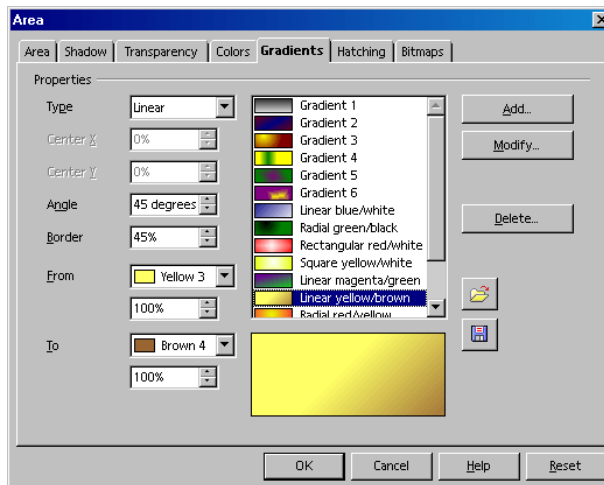 Area
Area Shadow Transparency Colors Gradients Hatching Bitmaps
Properties
Type Linear
Center X 0%
Center Y 0%
Angle 45 degrees
Border 45%
From Yellow 3
100%
To Brown 4
100%
Gradient 1
Gradient 2
Gradient 3
Gradient 4
Gradient 5
Gradient 6
Linear blue/white
Radial green/black
Rectangular red/white
Square yellow/white
Linear magenta/green
Linear yellow/brown
Radial red/yellow
Add...
Modify...
Delete...
OK Cancel Help Reset